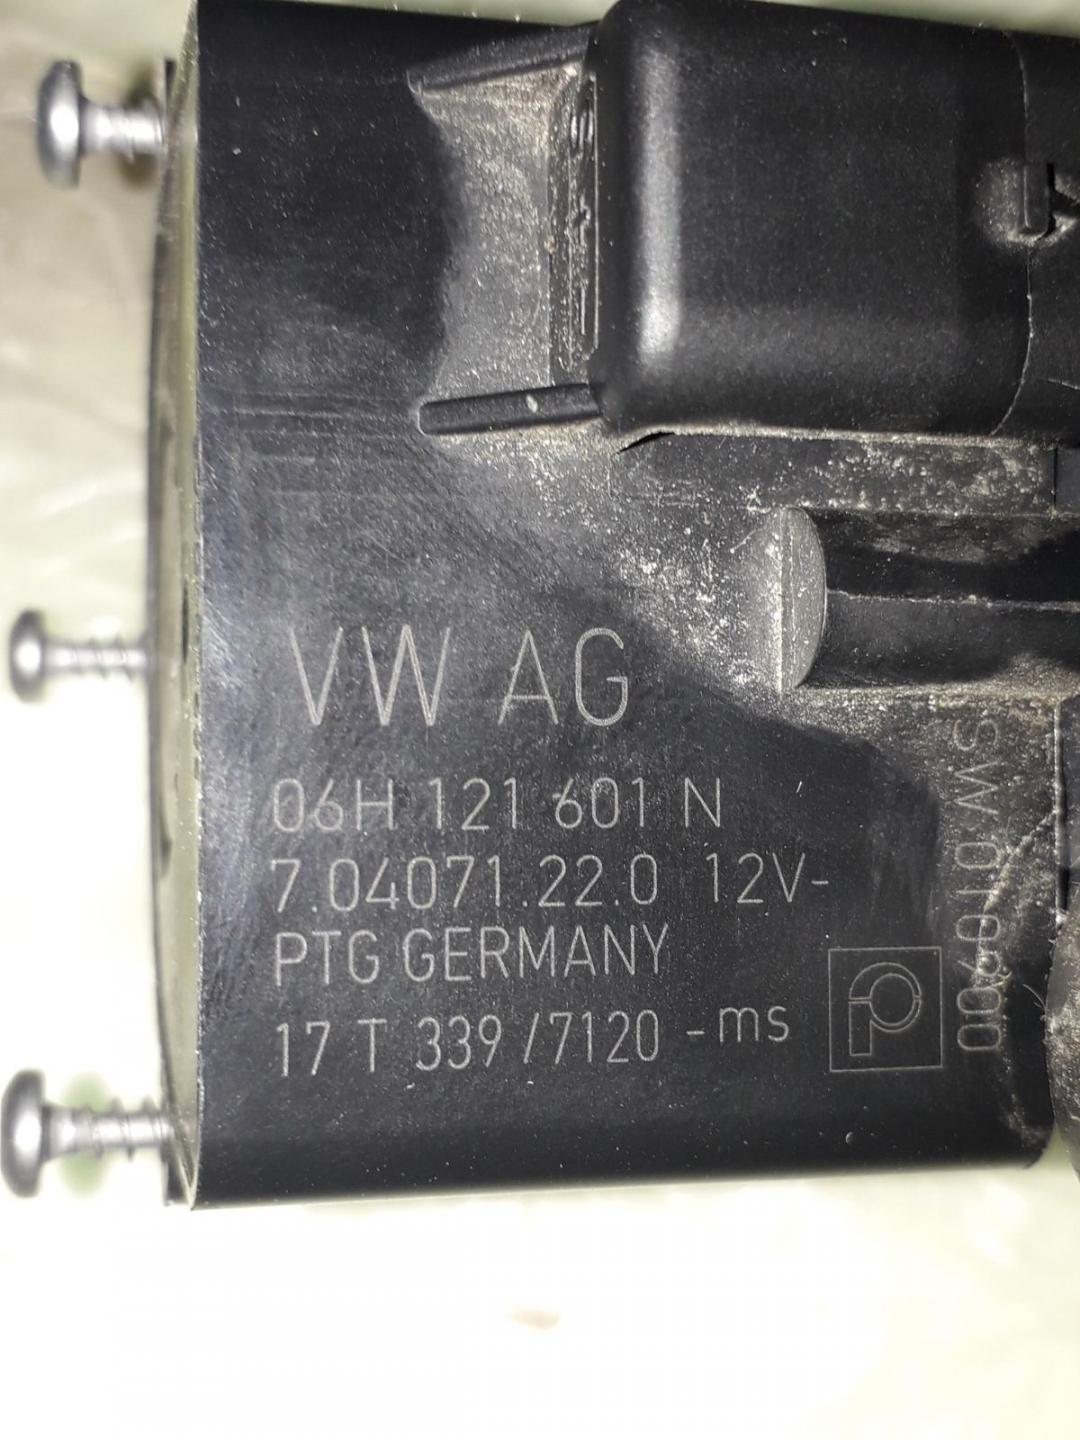 VW AG
06H 121 601 N
7.04071.22.0 12V-
PTG GERMANY
17 T 339/7120 -ms